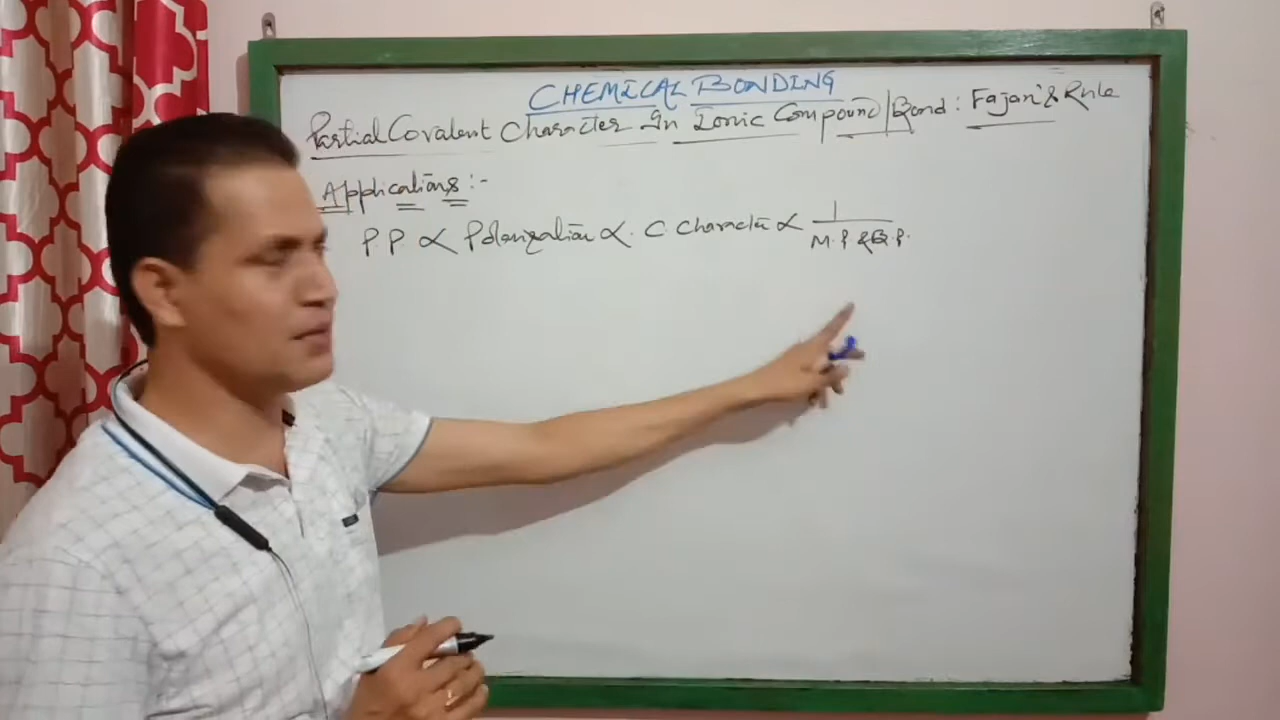 CHEMICAL BONDING
Partial Covalent Character In Ionic Compound/Bond : Fajan's Rule
Applications :-
P P ∝ Polarization ∝ C. Character ∝ 1/M.P & B.P.